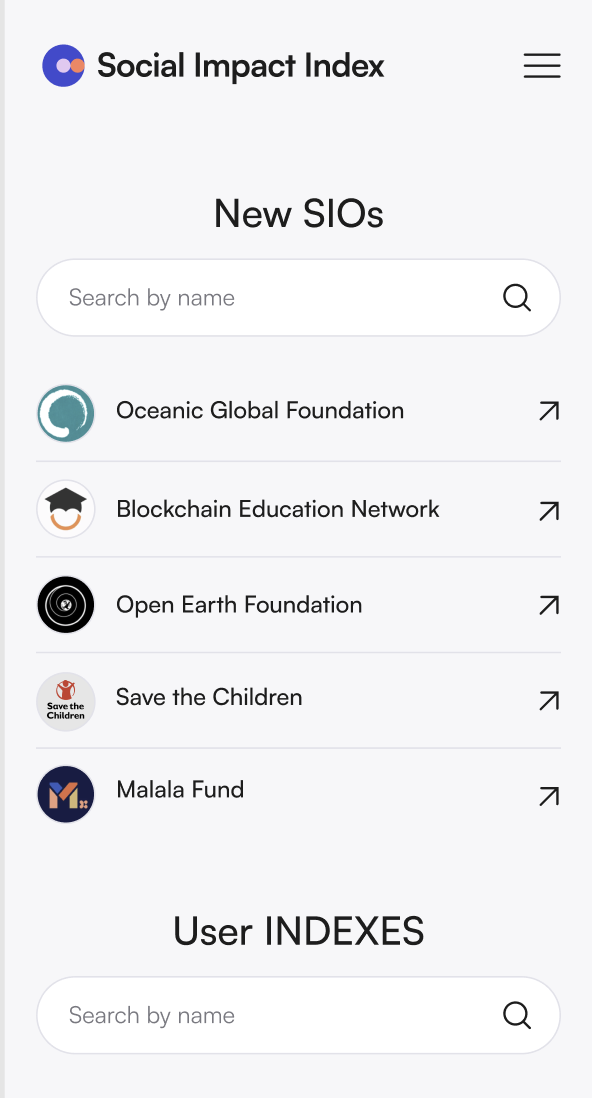 Social Impact Index
New SIOs
Search by name
Oceanic Global Foundation
Blockchain Education Network
Open Earth Foundation
Save the Children
Save the
Children
Malala Fund
M
User INDEXES
Search by name